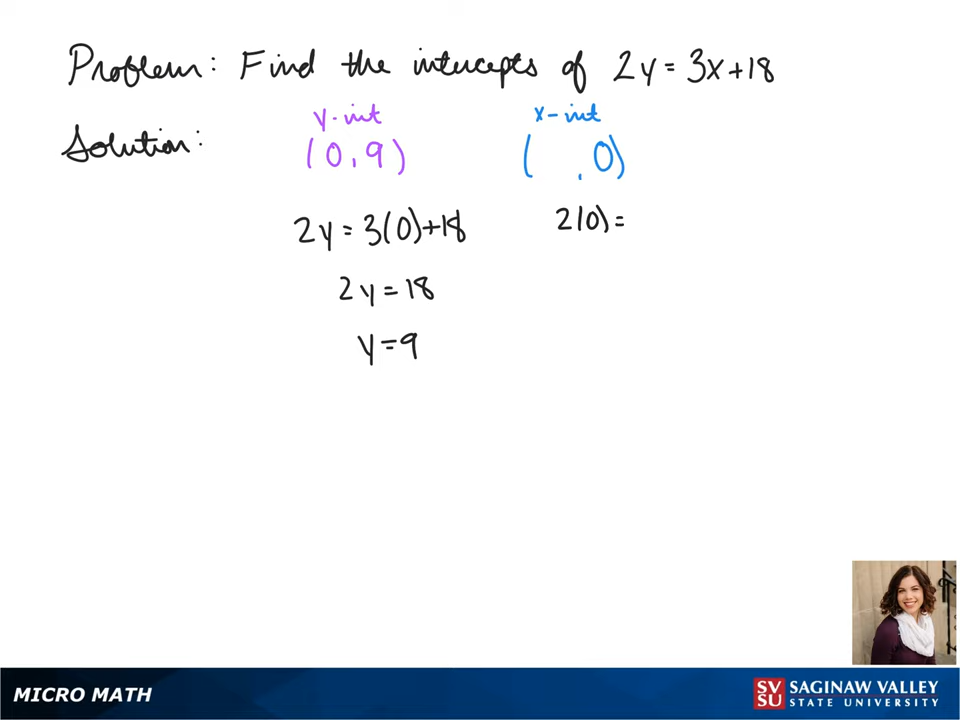 Problem: Find the intercepts of 2y = 3x + 18
Solution:
y-int
(0, 9)
2y = 3(0) + 18
2y = 18
y = 9
x-int
( , 0)
2(0) =
MICRO MATH
SV
SU
SAGINAW VALLEY
STATE UNIVERSITY